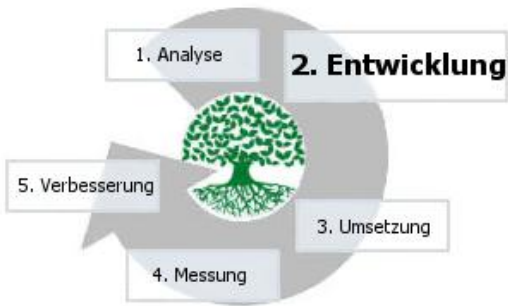 1. Analyse
2. Entwicklung
3. Umsetzung
4. Messung
5. Verbesserung